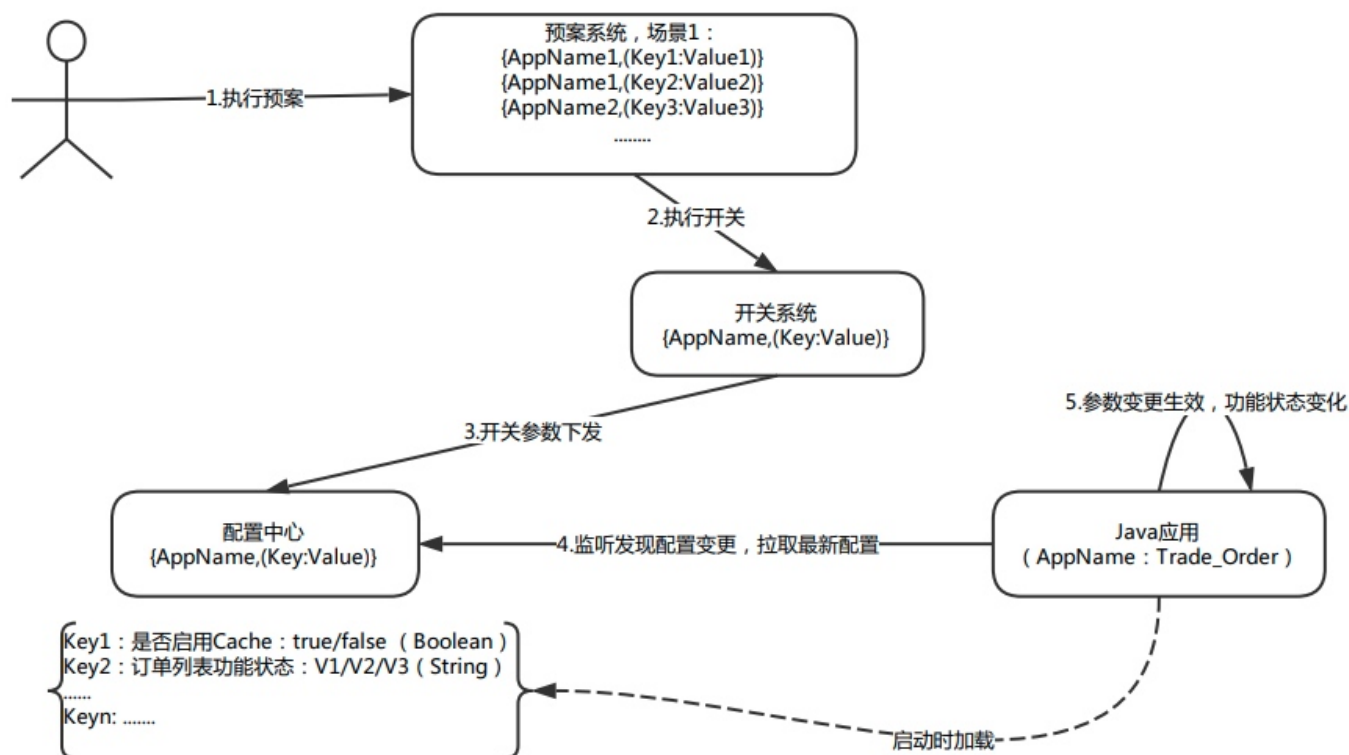 预案系统，场景1：
{AppName1,(Key1:Value1)}
{AppName1,(Key2:Value2)}
{AppName2,(Key3:Value3)}
........
1.执行预案
2.执行开关
开关系统
{AppName,(Key:Value)}
3.开关参数下发
5.参数变更生效，功能状态变化
配置中心
{AppName,(Key:Value)}
4.监听发现配置变更，拉取最新配置
Java应用
（AppName：Trade_Order）
Key1：是否启用Cache：true/false （Boolean）
Key2：订单列表功能状态：V1/V2/V3（String）
......
Keyn: .......
启动时加载